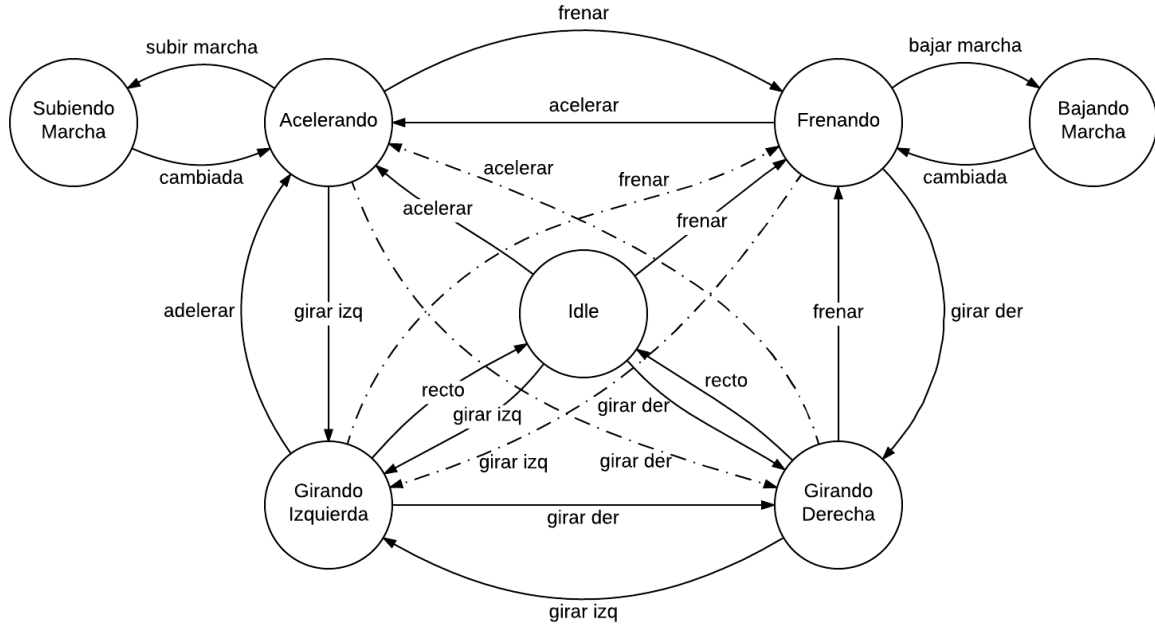 frenar
subir marcha
bajar marcha
Subiendo
Marcha
Acelerando
acelerar
Frenando
Bajando
Marcha
cambiada
acelerar
frenar
cambiada
acelerar
frenar
adelerar
girar izq
Idle
frenar
girar der
recto
recto
girar izq
girar der
girar izq
girar der
Girando
Izquierda
girar der
Girando
Derecha
girar izq